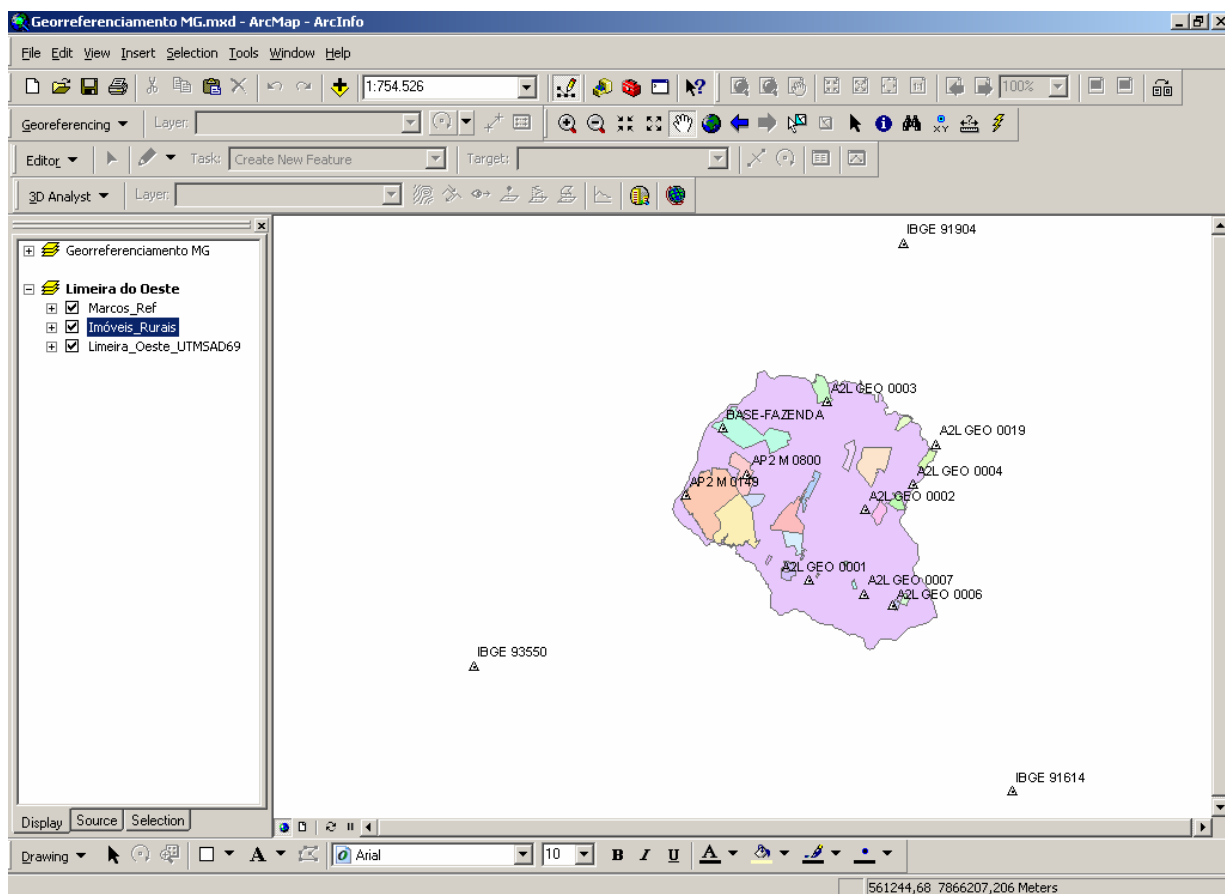 Georreferenciamento MG.mxd - ArcMap - ArcInfo
File Edit View Insert Selection Tools Window Help
1:754.526
100%
Georeferencing Layer:
Editor Task: Create New Feature Target:
3D Analyst Layer:
Georreferenciamento MG
Limeira do Oeste
Marcos_Ref
Imóveis_Rurais
Limeira_Oeste_UTMSAD69
IBGE 91904
A2L GEO 0003
BASE-FAZENDA
A2L GEO 0019
AP2 M 0800
A2L GEO 0004
AP2 M 0149
A2L GEO 0002
A2L GEO 0001
A2L GEO 0007
A2L GEO 0006
IBGE 93550
IBGE 91614
Display Source Selection
Drawing A Arial 10 B I U A
561244,68 7866207,206 Meters